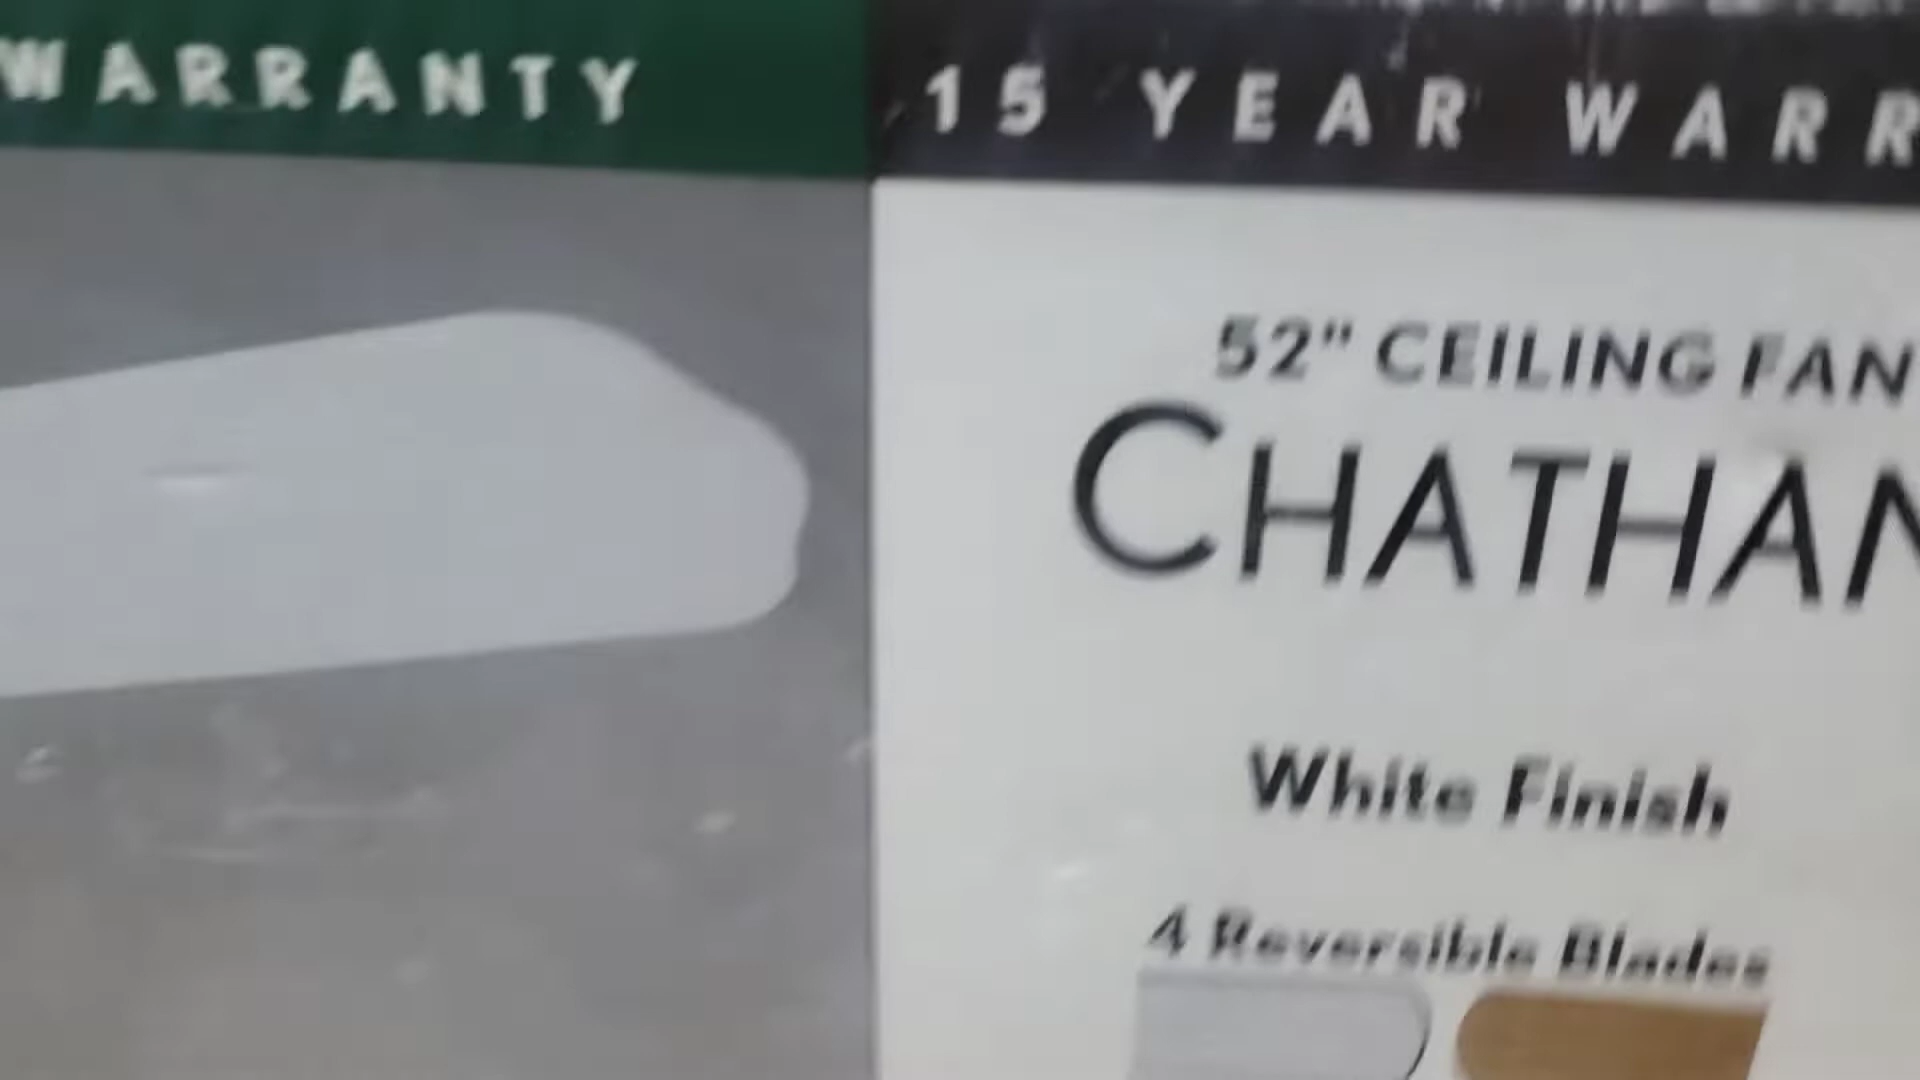 WARRANTY
15 YEAR WARR
52" CEILING FAN
CHATHAM
White Finish
4 Reversible Blades